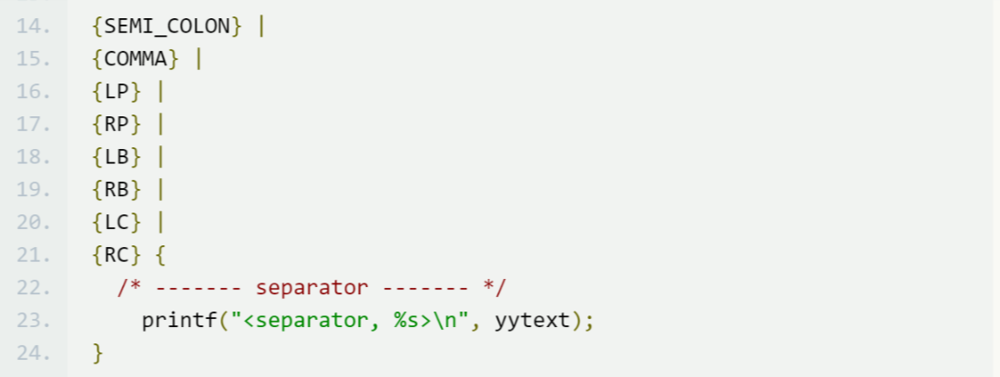 14. {SEMI_COLON} |
15. {COMMA} |
16. {LP} |
17. {RP} |
18. {LB} |
19. {RB} |
20. {LC} |
21. {RC} {
22. /* ------- separator ------- */
23. printf("<separator, %s>\n", yytext);
24. }